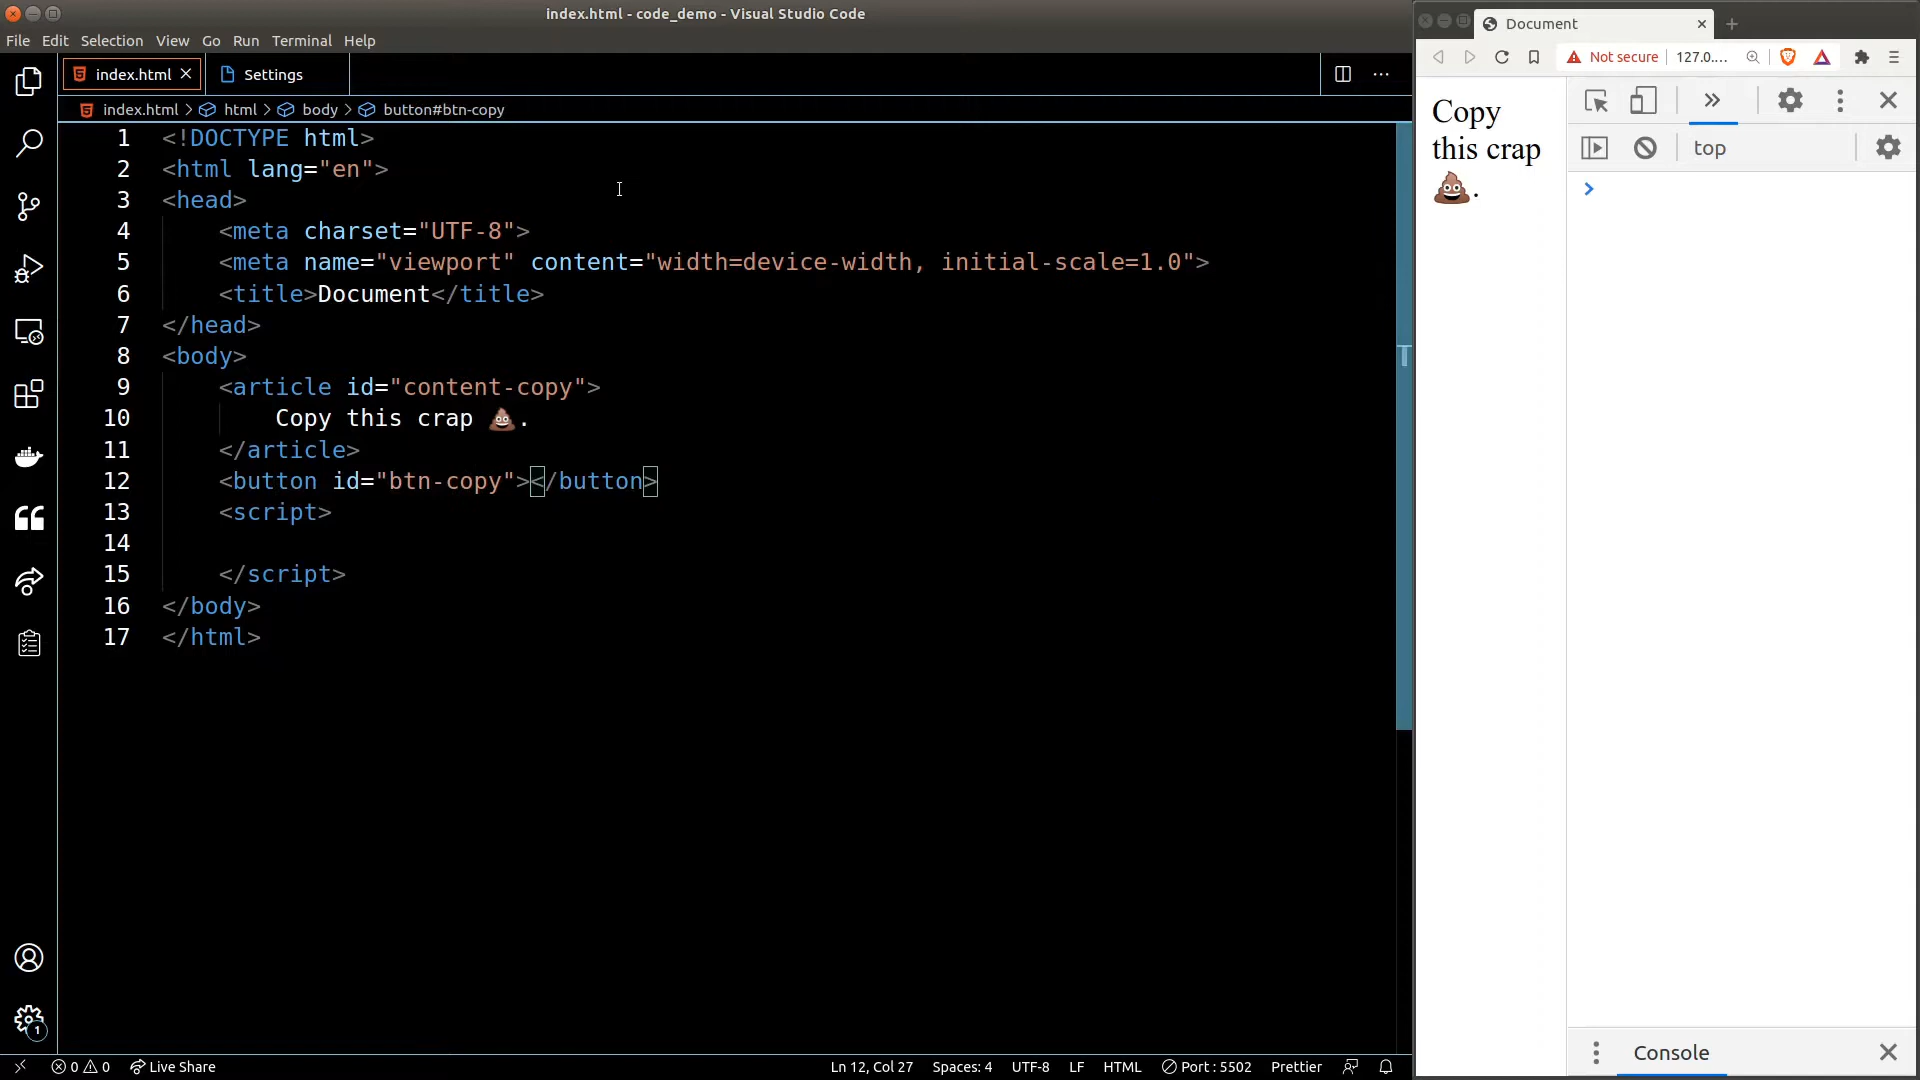 index.html - code_demo - Visual Studio Code
File Edit Selection View Go Run Terminal Help
index.html Settings
index.html > html > body > button#btn-copy
1 <!DOCTYPE html>
2 <html lang="en">
3 <head>
4 <meta charset="UTF-8">
5 <meta name="viewport" content="width=device-width, initial-scale=1.0">
6 <title>Document</title>
7 </head>
8 <body>
9 <article id="content-copy">
10 Copy this crap 💩.
11 </article>
12 <button id="btn-copy"></button>
13 <script>
14
15 </script>
16 </body>
17 </html>
1
0 0 Live Share Ln 12, Col 27 Spaces: 4 UTF-8 LF HTML Port : 5502 Prettier
Document
Not secure 127.0....
Copy
this crap
💩.
top
Console